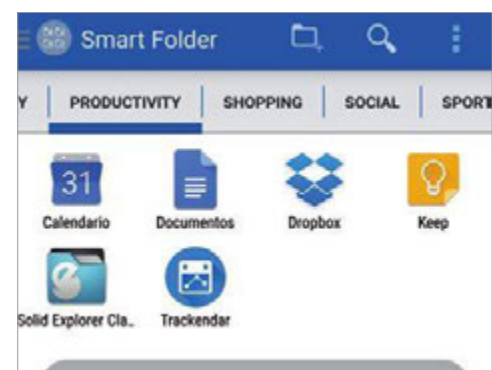 Smart Folder
Y PRODUCTIVITY SHOPPING SOCIAL SPORT
31
Calendario Documentos Dropbox Keep
Solid Explorer Cla..
Trackendar